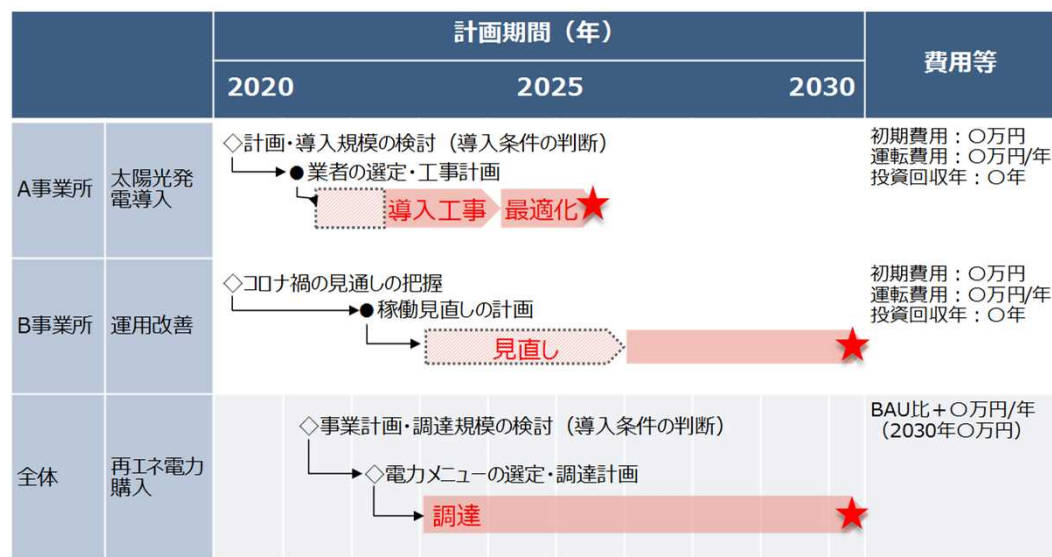 計画期間（年）
費用等
2020 2025 2030
A事業所
太陽光発
電導入
◇計画・導入規模の検討（導入条件の判断）
●業者の選定・工事計画
導入工事 最適化
初期費用：〇万円
運転費用：〇万円/年
投資回収年：〇年
B事業所
運用改善
◇コロナ禍の見通しの把握
●稼働見直しの計画
見直し
初期費用：〇万円
運転費用：〇万円/年
投資回収年：〇年
全体
再エネ電力
購入
◇事業計画・調達規模の検討（導入条件の判断）
◇電力メニューの選定・調達計画
調達
BAU比＋〇万円/年
（2030年〇万円）